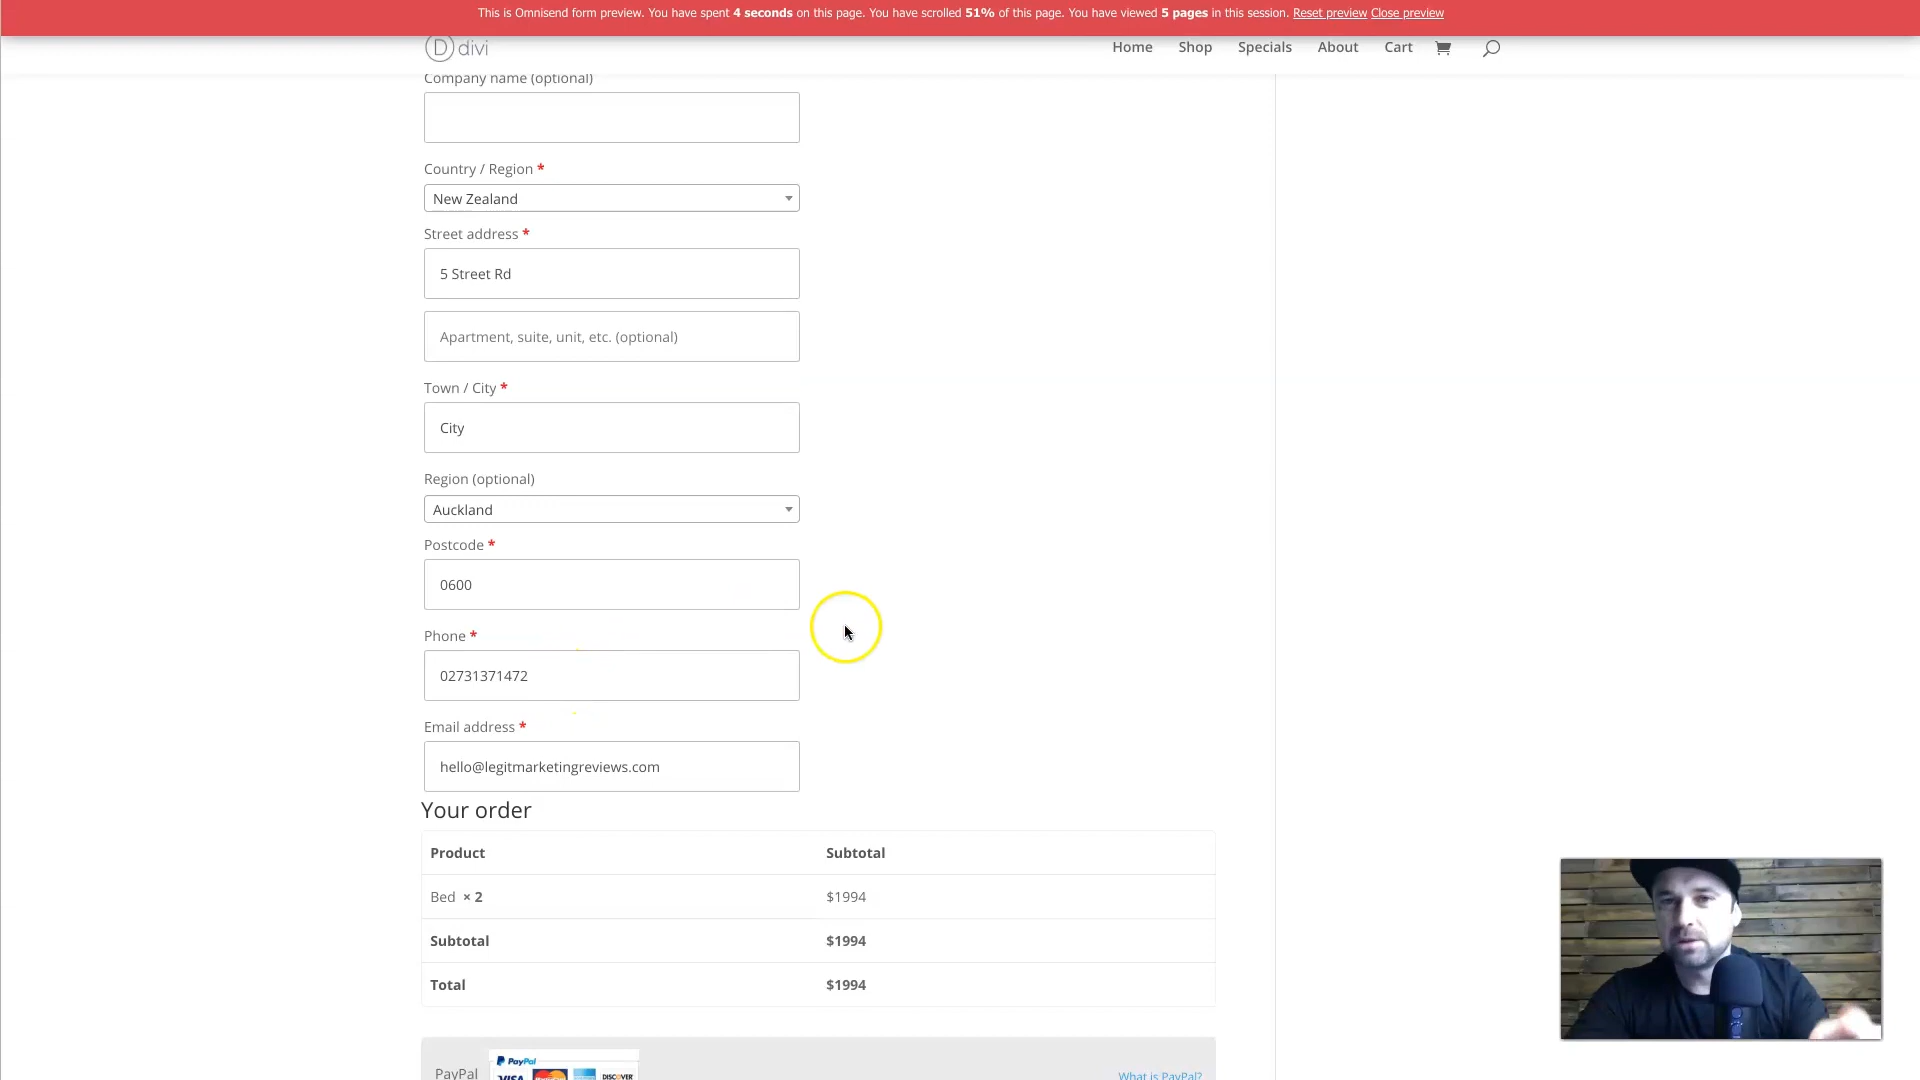 This is Omnisend form preview. You have spent 4 seconds on this page. You have scrolled 51% of this page. You have viewed 5 pages in this session. Reset preview Close preview
D divi
Home Shop Specials About Cart
Company name (optional)
Country / Region *
New Zealand
Street address *
5 Street Rd
Apartment, suite, unit, etc. (optional)
Town / City *
City
Region (optional)
Auckland
Postcode *
0600
Phone *
02731371472
Email address *
hello@legitmarketingreviews.com
Your order
Product Subtotal
Bed × 2 $1994
Subtotal $1994
Total $1994
PayPal PayPal What is PayPal?
VISA MasterCard DISCOVER